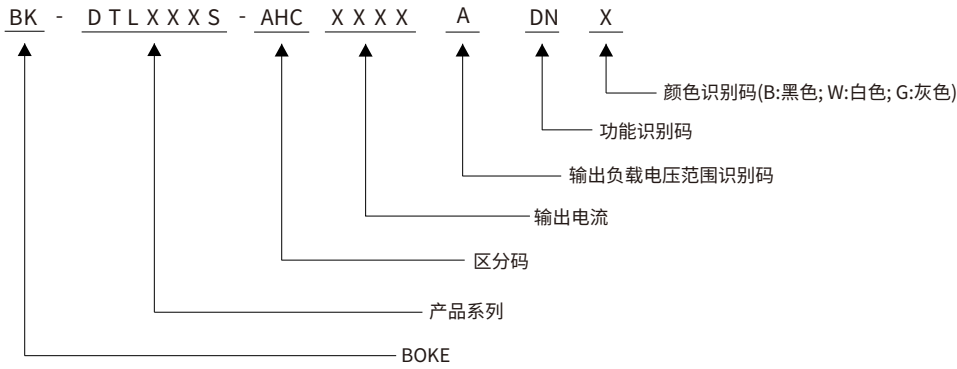 BK - DTLXXXS - AHC XXXX A DN X
颜色识别码(B:黑色; W:白色; G:灰色)
功能识别码
输出负载电压范围识别码
输出电流
区分码
产品系列
BOKE